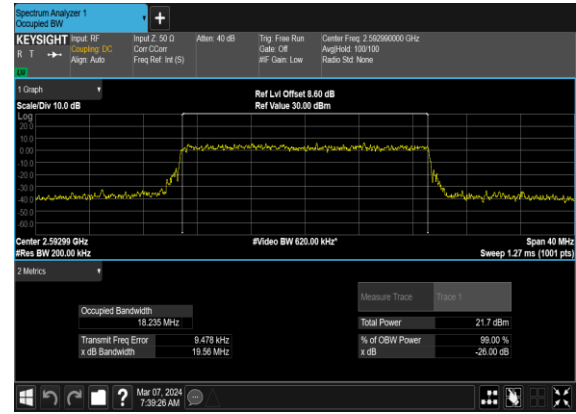 Spectrum Analyzer 1
Occupied BW
+
KEYSIGHT Input: RF Input Z: 50 Ω Atten: 40 dB Trig: Free Run Center Freq: 2.592990000 GHz
R T Coupling: DC Corr CCorr Gate: Off Avg|Hold: 100/100
Align: Auto Freq Ref: Int (S) #IF Gain: Low Radio Std: None
LW
1 Graph
Ref Lvl Offset 8.60 dB
Scale/Div 10.0 dB Ref Value 30.00 dBm
Log
20.0
10.0
0.00
-10.0
-20.0
-30.0
-40.0
-50.0
-60.0
Center 2.59299 GHz #Video BW 620.00 kHz* Span 40 MHz
#Res BW 200.00 kHz Sweep 1.27 ms (1001 pts)
2 Metrics
Measure Trace Trace 1
Occupied Bandwidth
18.235 MHz Total Power 21.7 dBm
Transmit Freq Error 9.478 kHz % of OBW Power 99.00 %
x dB Bandwidth 19.56 MHz x dB -26.00 dB
? Mar 07, 2024
7:39:26 AM